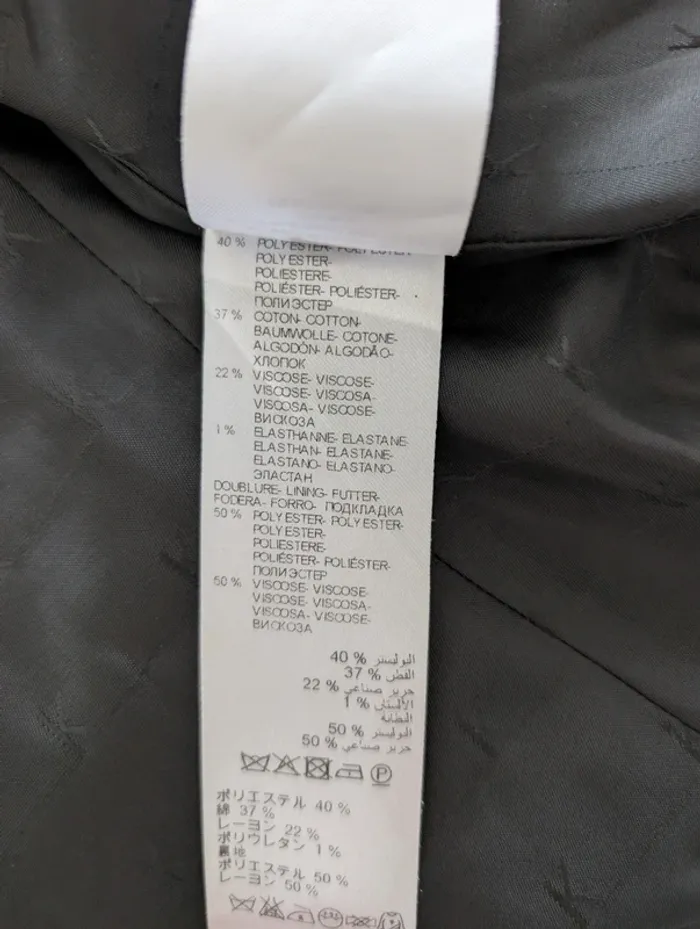 40 % POLYESTER- POLYESTER
POLYESTER-
POLIESTERE-
POLIÉSTER- POLIÉSTER-
ПОЛИЭСТЕР
37 % COTON- COTTON-
BAUMWOLLE- COTONE-
ALGODÓN- ALGODÃO-
ХЛОПОК
22 % VISCOSE- VISCOSE-
VISCOSE- VISCOSA-
VISCOSA- VISCOSE-
ВИСКОЗА
1 % ELASTHANNE- ELASTANE-
ELASTHAN- ELASTANE-
ELASTANO- ELASTANO-
ЭЛАСТАН
DOUBLURE- LINING- FUTTER-
FODERA- FORRO- ПОДКЛАДКА
50 % POLYESTER- POLYESTER-
POLYESTER-
POLIESTERE-
POLIÉSTER- POLIÉSTER-
ПОЛИЭСТЕР
50 % VISCOSE- VISCOSE-
VISCOSE- VISCOSA-
VISCOSA- VISCOSE-
ВИСКОЗА
البوليستر % 40
القطن % 37
حرير صناعي % 22
الألستان % 1
البطانة
البوليستر % 50
حرير صناعي % 50
P
ポリエステル 40 %
綿 37 %
レーヨン 22 %
ポリウレタン 1 %
裏地
ポリエステル 50 %
レーヨン 50 %